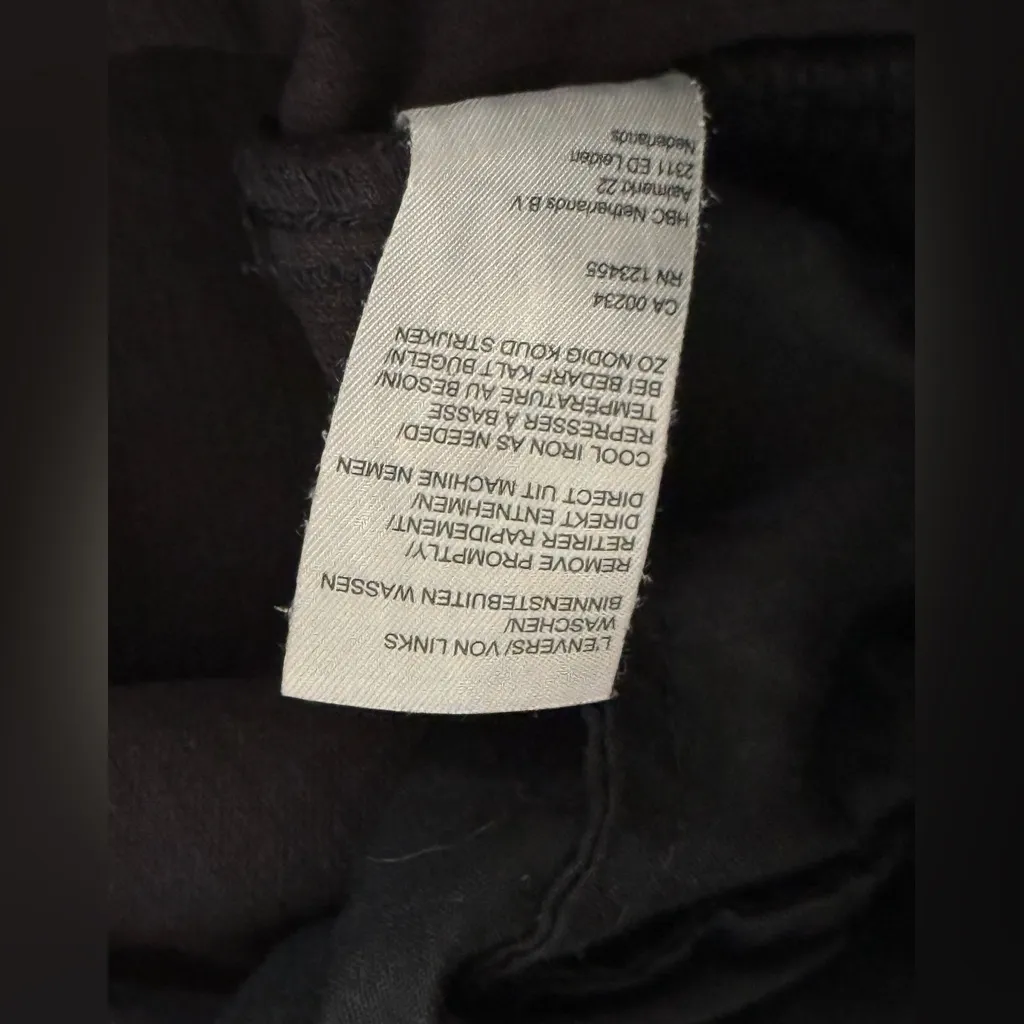 L'ENVERS/ VON LINKS
WASCHEN/
BINNENSTEBUITEN WASSEN
REMOVE PROMPTLY/
RETIRER RAPIDEMENT/
DIREKT ENTNEHMEN/
DIRECT UIT MACHINE NEMEN
COOL IRON AS NEEDED/
REPRESSER À BASSE
TEMPÉRATURE AU BESOIN/
BEI BEDARF KALT BÜGELN/
ZO NODIG KOUD STRIJKEN
CA 00234
RN 123455
HBC Netherlands B V
Aalmarkt 22
2311 ED Leiden
Nederlands